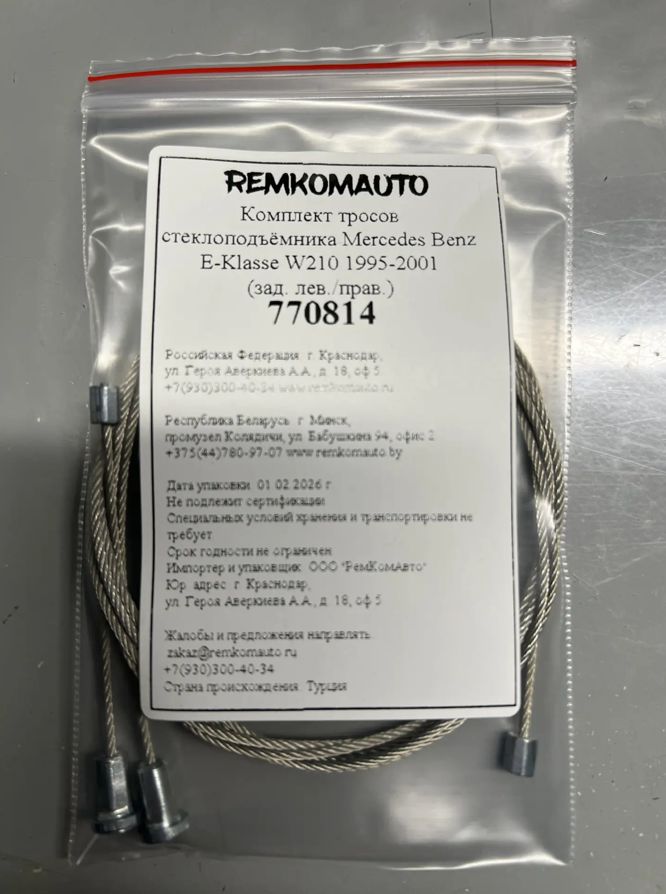 REMKOMAUTO
Комплект тросов
стеклоподъёмника Mercedes Benz
E-Klasse W210 1995-2001
(зад. лев./прав.)
770814
Российская Федерация г. Краснодар,
ул. Героя Аверкиева А.А., д. 18, оф 5
+7(930)300-40-34 www.remkomauto.ru
Республика Беларусь г. Минск,
промузел Колядичи, ул. Бабушкина 94, офис 2
+375(44)780-97-07 www.remkomauto.by
Дата упаковки 01.02.2026 г
Не подлежит сертификации
Специальных условий хранения и транспортировки не
требует
Срок годности не ограничен
Импортер и упаковщик ООО "РемКомАвто"
Юр. адрес г. Краснодар,
ул. Героя Аверкиева А.А., д. 18, оф 5
Жалобы и предложения направлять
zakaz@remkomauto.ru
+7(930)300-40-34
Страна происхождения Турция